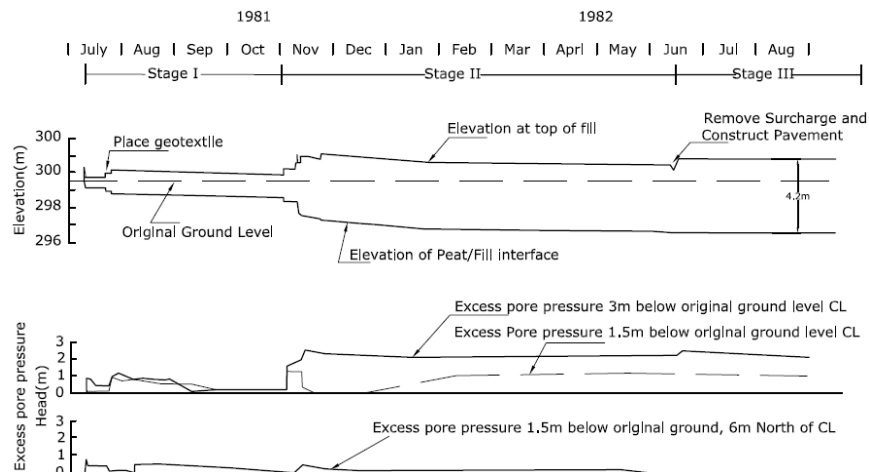 1981 1982
July Aug Sep Oct Nov Dec Jan Feb Mar Aprl May Jun Jul Aug
Stage I Stage II Stage III
Remove Surcharge and
Construct Pavement
Elevation at top of fill
Place geotextile
300
300
298
296
Elevation(m)
4.2m
Original Ground Level
Elevation of Peat/Fill interface
Excess pore pressure 3m below original ground level CL
Excess Pore pressure 1.5m below original ground level CL
3
2
1
0
Excess pore pressure
Head(m)
Excess pore pressure 1.5m below original ground, 6m North of CL
3
2
1
0